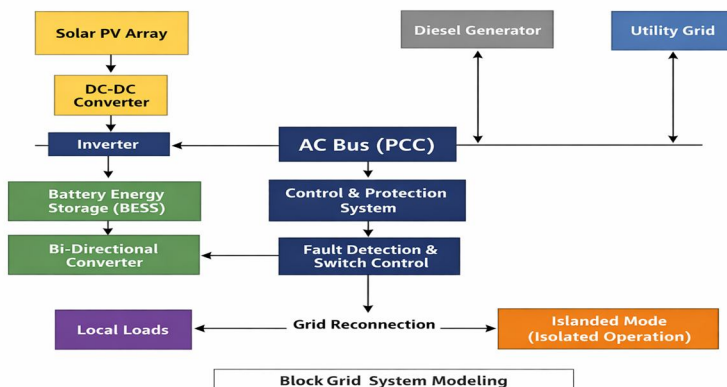 Solar PV Array
Diesel Generator
Utility Grid
DC-DC
Converter
Inverter
AC Bus (PCC)
Battery Energy
Storage (BESS)
Control & Protection
System
Bi-Directional
Converter
Fault Detection &
Switch Control
Local Loads
Grid Reconnection
Islanded Mode
(Isolated Operation)
Block Grid System Modeling